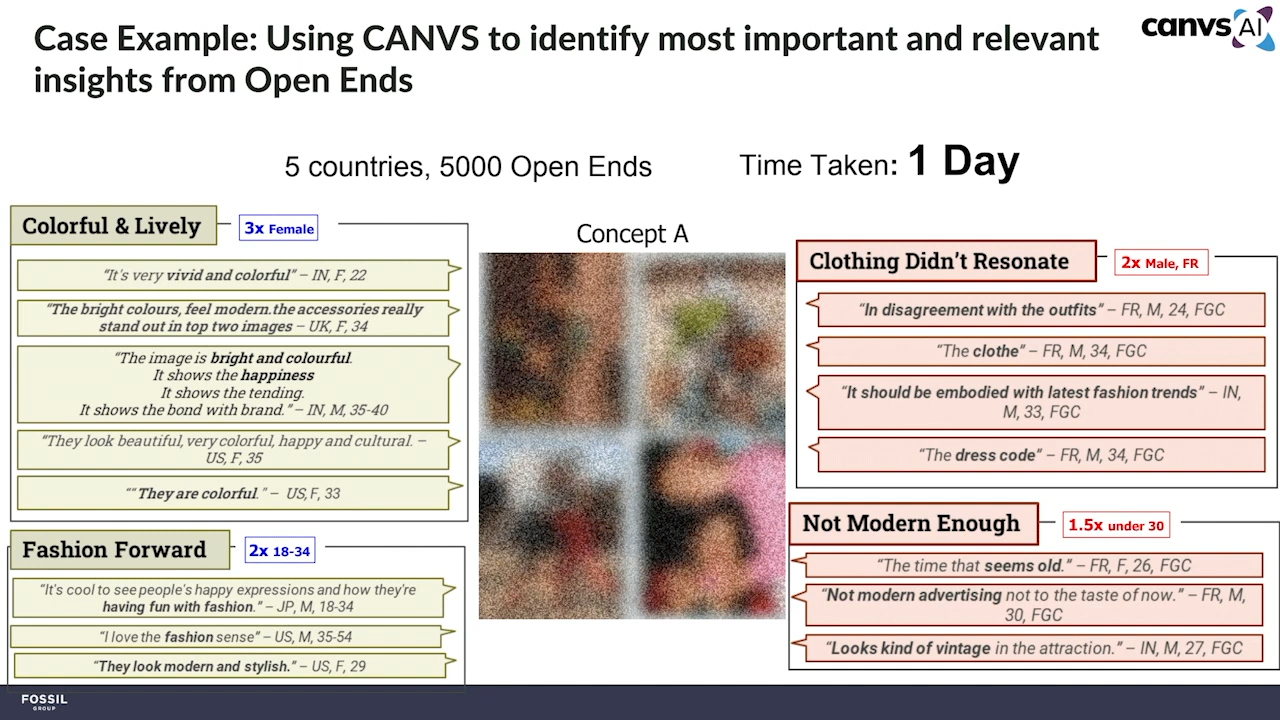 Case Example: Using CANVS to identify most important and relevant
insights from Open Ends
canvs AI
5 countries, 5000 Open Ends
Time Taken: 1 Day
Colorful & Lively
3x Female
“It's very vivid and colorful” – IN, F, 22
“The bright colours, feel modern.the accessories really
stand out in top two images – UK, F, 34
“The image is bright and colourful.
It shows the happiness
It shows the tending.
It shows the bond with brand.” – IN, M, 35-40
“They look beautiful, very colorful, happy and cultural. –
US, F, 35
““They are colorful.” – US, F, 33
Fashion Forward
2x 18-34
“It's cool to see people's happy expressions and how they're
having fun with fashion.” – JP, M, 18-34
“I love the fashion sense” – US, M, 35-54
“They look modern and stylish.” – US, F, 29
Concept A
Clothing Didn’t Resonate
2x Male, FR
“In disagreement with the outfits” – FR, M, 24, FGC
“The clothe” – FR, M, 34, FGC
“It should be embodied with latest fashion trends” – IN,
M, 33, FGC
“The dress code” – FR, M, 34, FGC
Not Modern Enough
1.5x under 30
“The time that seems old.” – FR, F, 26, FGC
“Not modern advertising not to the taste of now.” – FR, M,
30, FGC
“Looks kind of vintage in the attraction.” – IN, M, 27, FGC
FOSSIL
GROUP